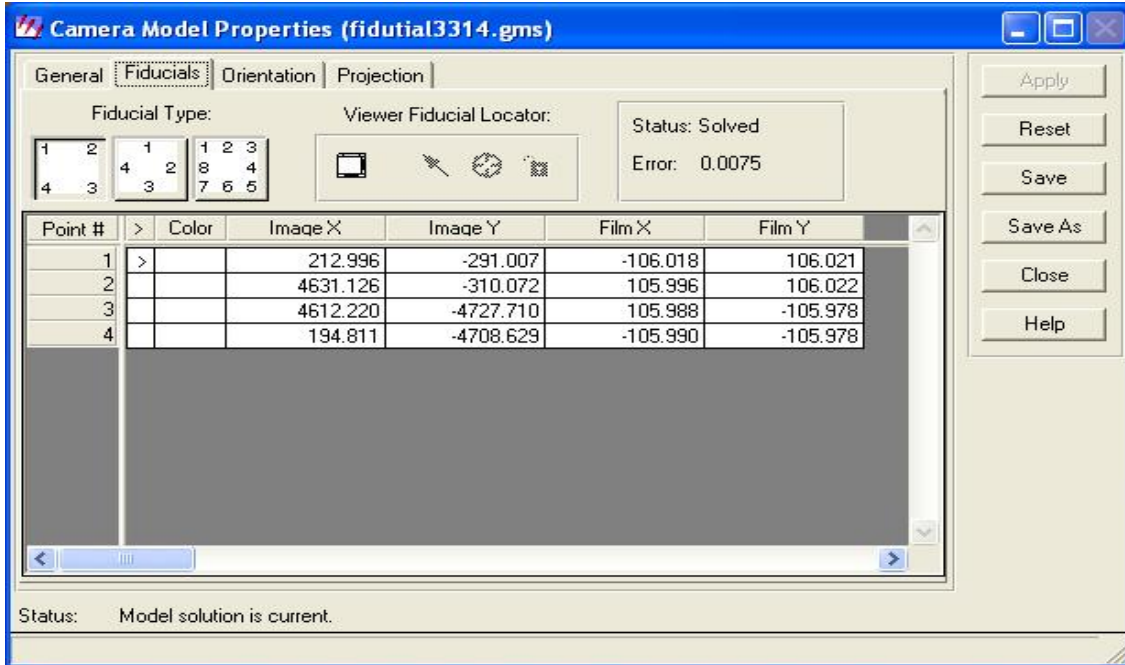 Camera Model Properties (fidutial3314.gms)
General Fiducials Orientation Projection
Fiducial Type:
1 2
4 3
1
4 2
3
1 2 3
8 4
7 6 5
Viewer Fiducial Locator:
Status: Solved
Error: 0.0075
Point # > Color Image X Image Y Film X Film Y
1 > 212.996 -291.007 -106.018 106.021
2 4631.126 -310.072 105.996 106.022
3 4612.220 -4727.710 105.988 -105.978
4 194.811 -4708.629 -105.990 -105.978
Apply
Reset
Save
Save As
Close
Help
Status: Model solution is current.